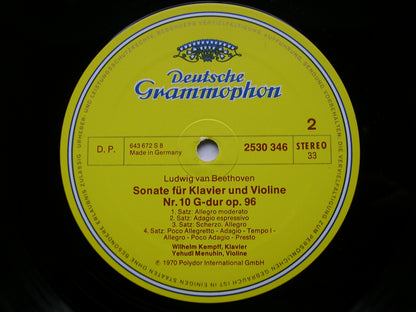 ALLE HERSTELLER- UND
Deutsche
Grammophon
2
D. P.
643 672 S 8
Made in Germany
2530 346
STEREO
33
Ludwig van Beethoven
Sonate für Klavier und Violine
Nr. 10 G-dur op. 96
1. Satz: Allegro moderato
2. Satz: Adagio espressivo
3. Satz: Scherzo. Allegro
4. Satz: Poco Allegretto - Adagio - Tempo I -
Allegro - Poco Adagio - Presto
Wilhelm Kempff, Klavier
Yehudi Menuhin, Violine
℗ 1970 Polydor International GmbH